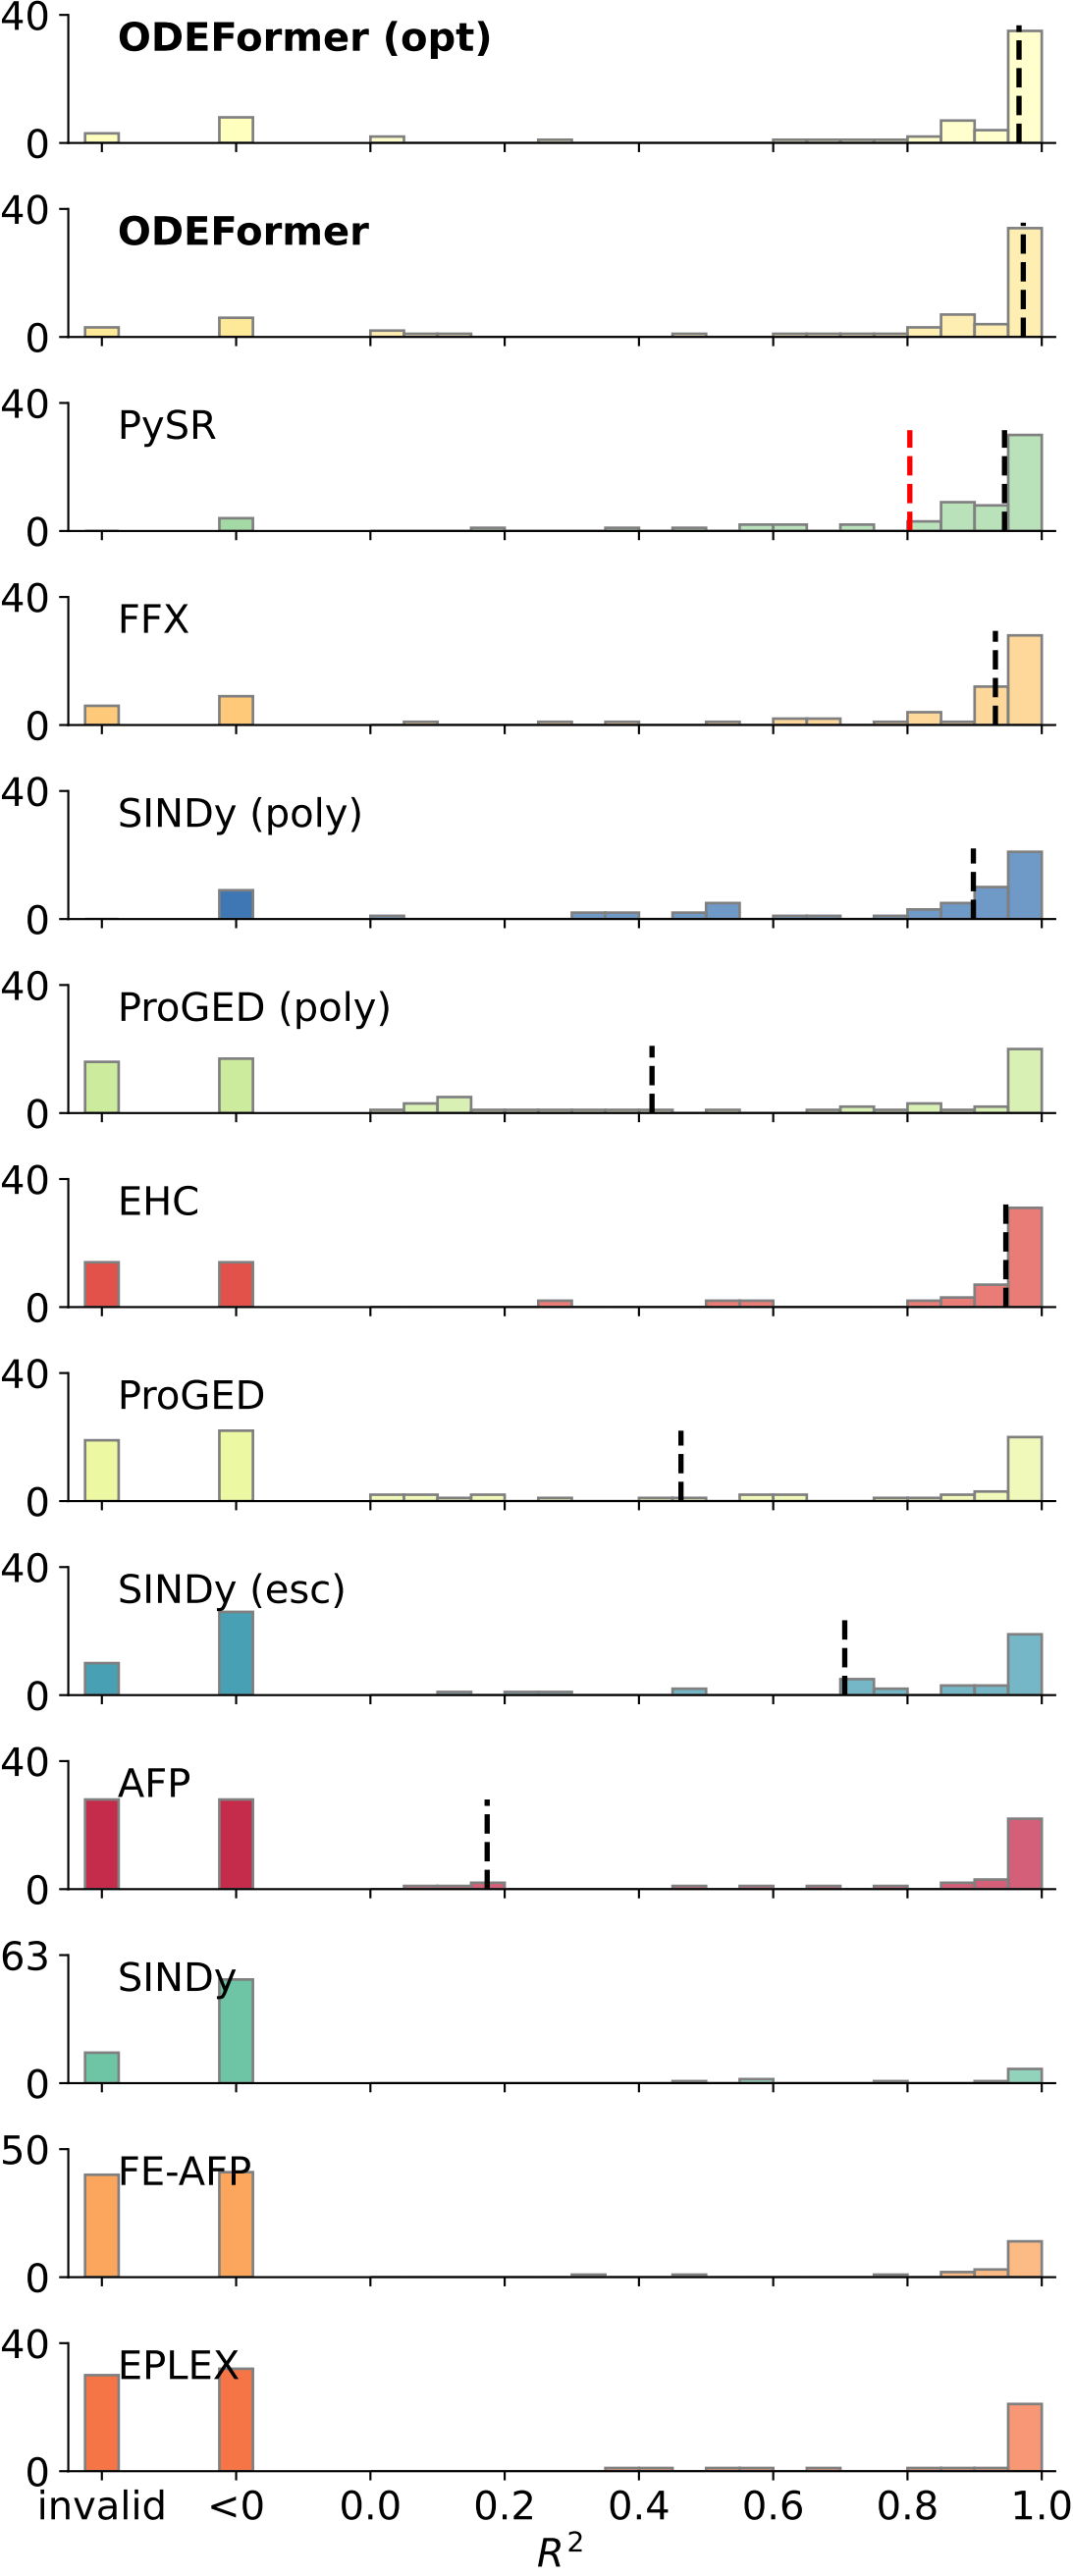 40
ODEFormer (opt)
0
40
ODEFormer
0
40
PySR
0
40
FFX
0
40
SINDy (poly)
0
40
ProGED (poly)
0
40
EHC
0
40
ProGED
0
40
SINDy (esc)
0
40
AFP
0
63
SINDy
0
50
FE-AFP
0
40
EPLEX
0
invalid <0 0.0 0.2 0.4 0.6 0.8 1.0
R²